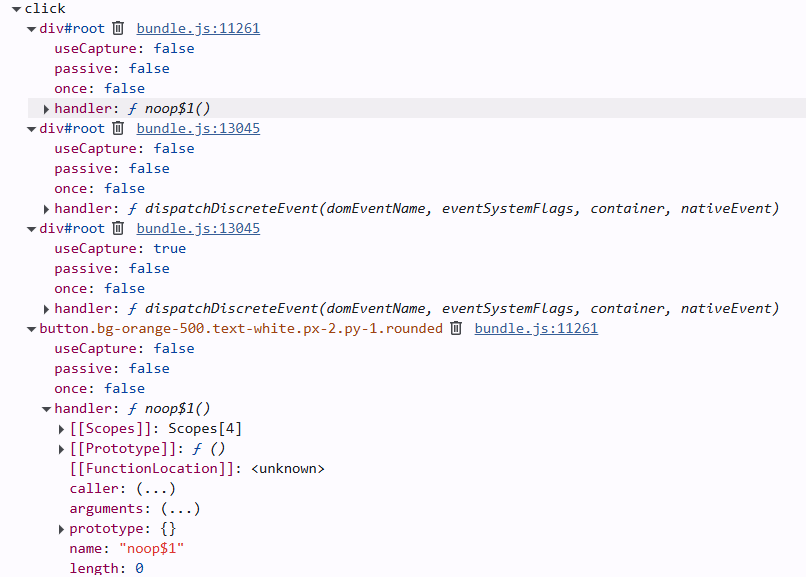 click
div#root bundle.js:11261
useCapture: false
passive: false
once: false
handler: ƒ noop$1()
div#root bundle.js:13045
useCapture: false
passive: false
once: false
handler: ƒ dispatchDiscreteEvent(domEventName, eventSystemFlags, container, nativeEvent)
div#root bundle.js:13045
useCapture: true
passive: false
once: false
handler: ƒ dispatchDiscreteEvent(domEventName, eventSystemFlags, container, nativeEvent)
button.bg-orange-500.text-white.px-2.py-1.rounded bundle.js:11261
useCapture: false
passive: false
once: false
handler: ƒ noop$1()
[[Scopes]]: Scopes[4]
[[Prototype]]: ƒ ()
[[FunctionLocation]]: <unknown>
caller: (...)
arguments: (...)
prototype: {}
name: "noop$1"
length: 0